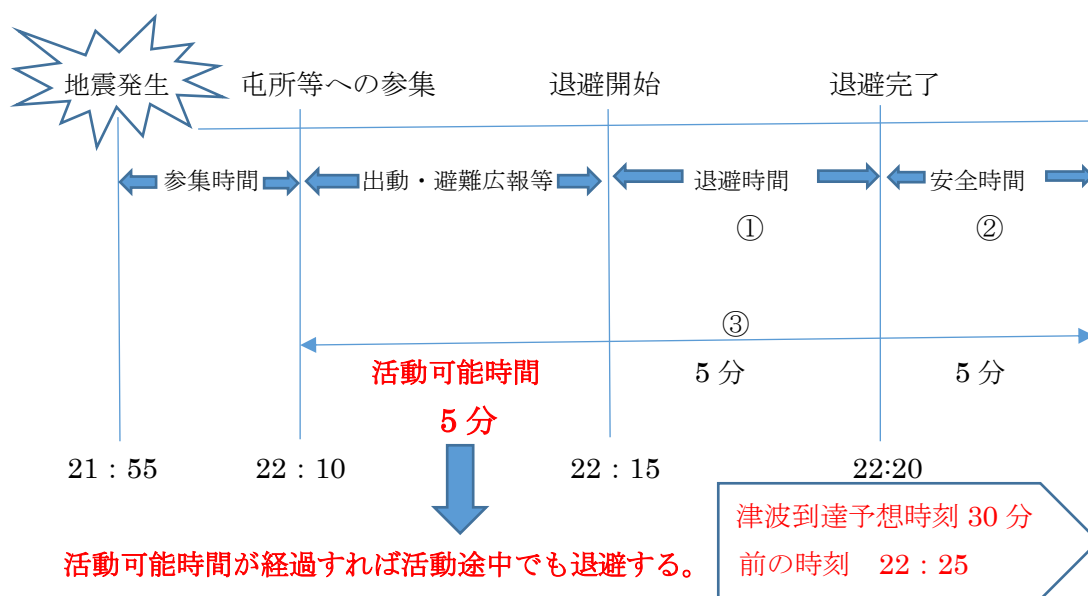 地震発生 屯所等への参集 退避開始 退避完了
参集時間 出動・避難広報等 退避時間 安全時間
① ②
③
活動可能時間 5分 5分
5分
21：55 22：10 22：15 22:20
津波到達予想時刻 30 分
前の時刻 22：25
活動可能時間が経過すれば活動途中でも退避する。